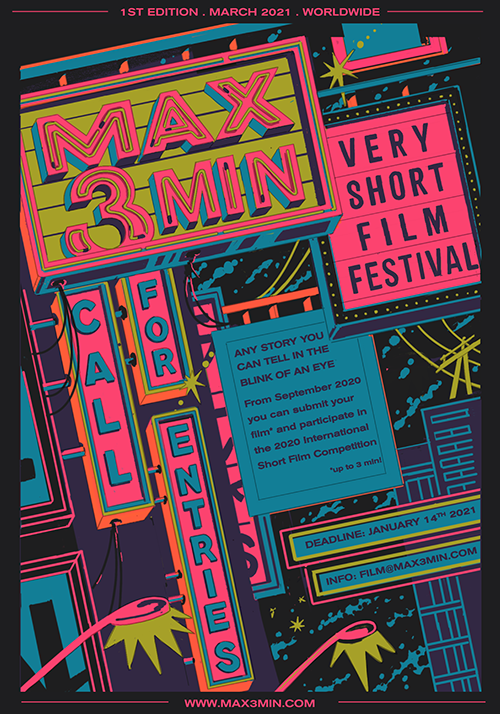 1ST EDITION . MARCH 2021 . WORLDWIDE
MAX
3MIN
VERY
SHORT
FILM
FESTIVAL
CALL
FOR
ENTRIES
ANY STORY YOU
CAN TELL IN THE
BLINK OF AN EYE
From September 2020
you can submit your
film* and participate in
the 2020 International
Short Film Competition
*up to 3 min!
DEADLINE: JANUARY 14TH 2021
INFO: FILM@MAX3MIN.COM
WWW.MAX3MIN.COM